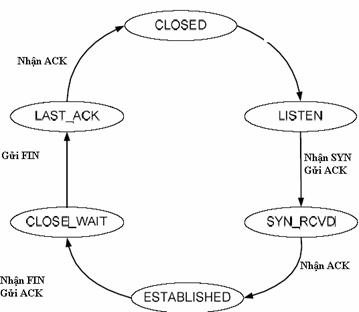 CLOSED
Nhận ACK
LAST_ACK
LISTEN
Gửi FIN
Nhận SYN
Gửi ACK
CLOSE_WAIT
SYN_RCVD
Nhận FIN
Gửi ACK
Nhận ACK
ESTABLISHED